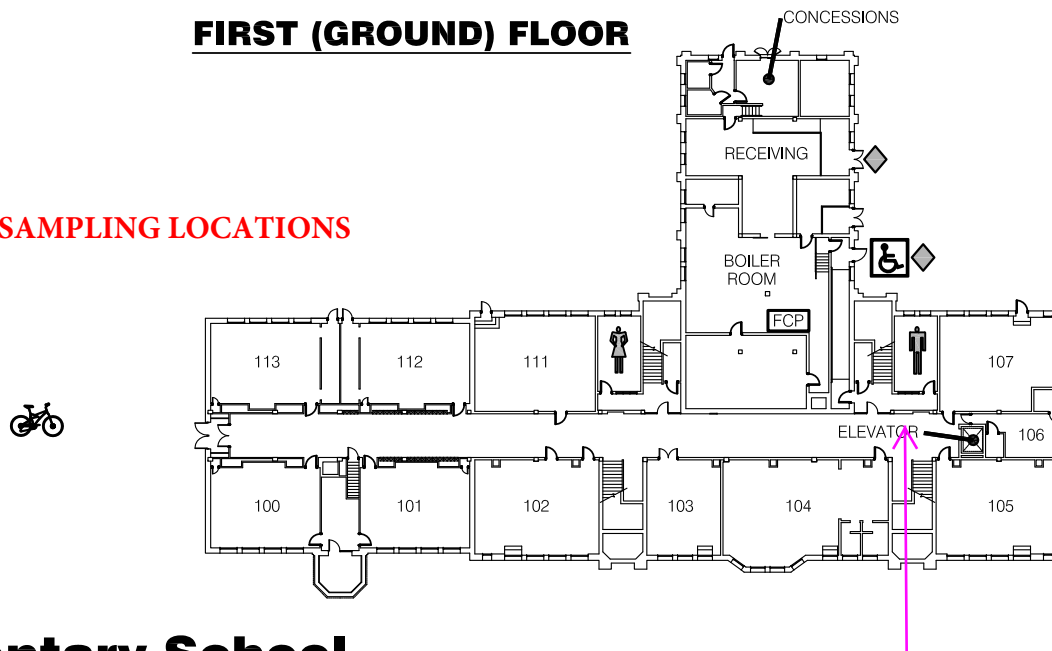 FIRST (GROUND) FLOOR
CONCESSIONS
RECEIVING
SAMPLING LOCATIONS
BOILER
ROOM
FCP
113
112
111
107
ELEVATOR
106
100
101
102
103
104
105
School